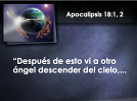 Apocalipsis 18:1, 2
“Después de esto vi a otro
ángel descender del cielo,...